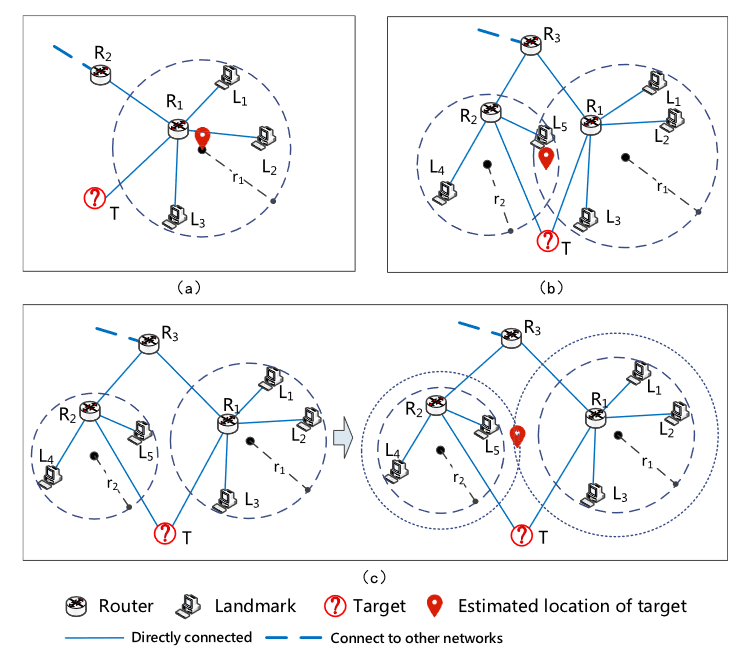 R2
R1
L1
L2
r1
T
L3
(a)
R3
R2
L5
R1
L1
L2
L4
r2
r1
L3
T
(b)
R3
R2
R1
L1
L2
L4
L5
r2
r1
L3
T
R3
R2
R1
L1
L2
L4
L5
r2
r1
L3
T
(c)
Router
Landmark
Target
Estimated location of target
Directly connected
Connect to other networks